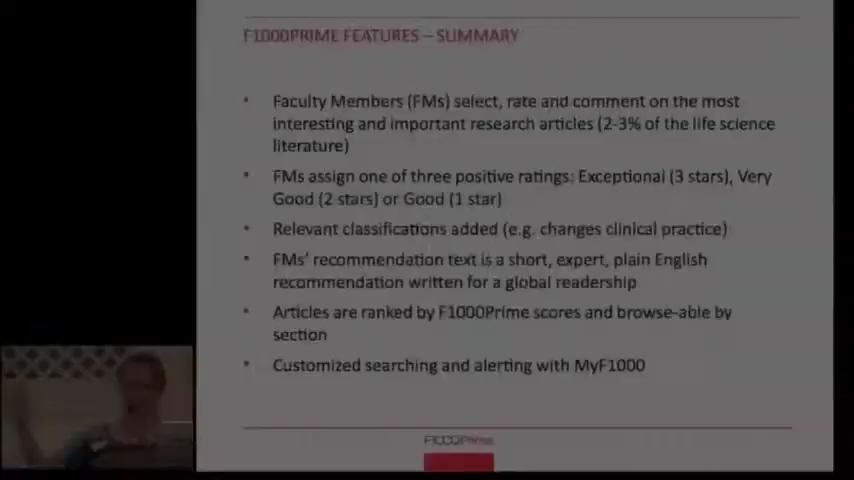 F1000PRIME FEATURES – SUMMARY
• Faculty Members (FMs) select, rate and comment on the most
interesting and important research articles (2-3% of the life science
literature)
• FMs assign one of three positive ratings: Exceptional (3 stars), Very
Good (2 stars) or Good (1 star)
• Relevant classifications added (e.g. changes clinical practice)
• FMs' recommendation text is a short, expert, plain English
recommendation written for a global readership
• Articles are ranked by F1000Prime scores and browse-able by
section
• Customized searching and alerting with MyF1000
F1000Prime